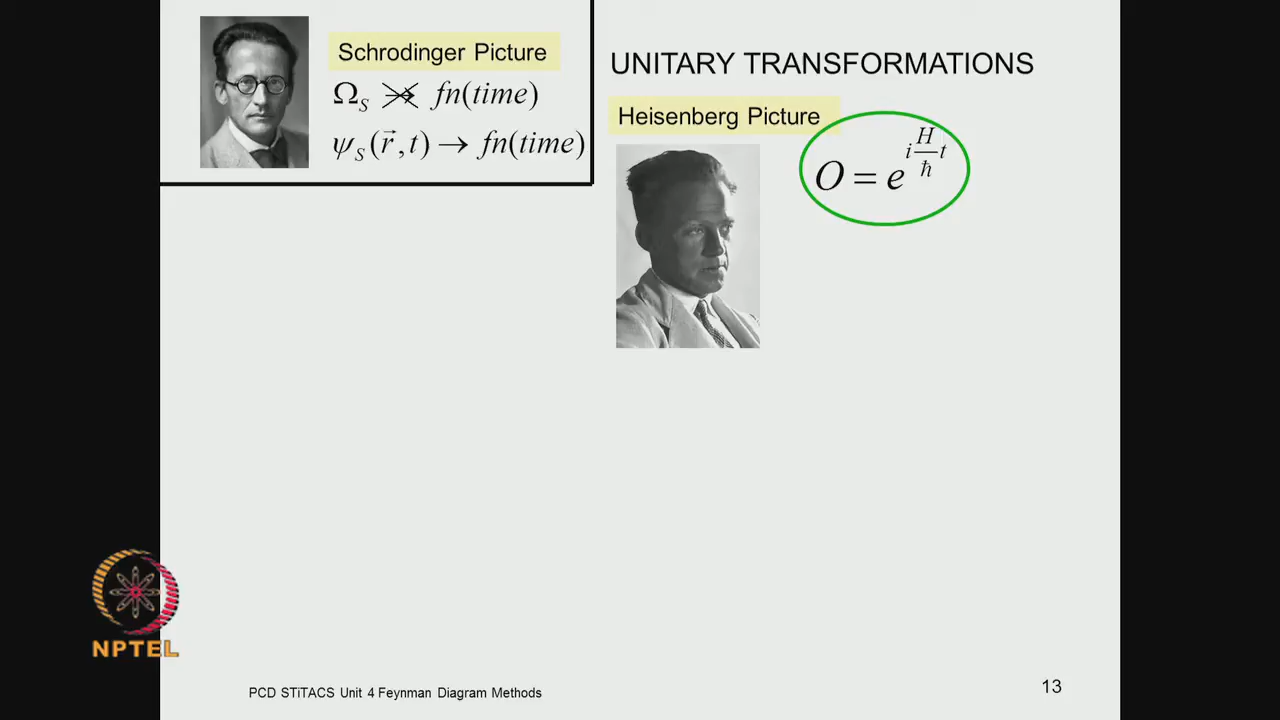 Schrodinger Picture
Ω_S ↛ fn(time)
ψ_S(r⃗,t) → fn(time)
UNITARY TRANSFORMATIONS
Heisenberg Picture
O = e^{i\frac{H}{ħ}t}
NPTEL
PCD STiTACS Unit 4 Feynman Diagram Methods
13